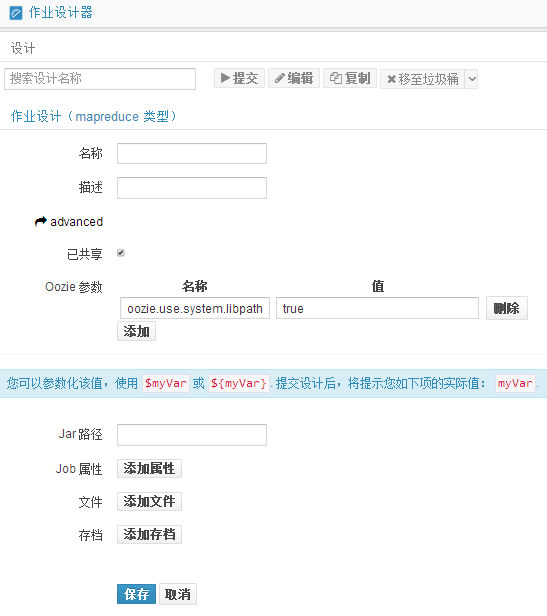 作业设计器
设计
搜索设计名称 提交 编辑 复制 移至垃圾桶
作业设计（mapreduce 类型）
名称
描述
advanced
已共享
Oozie 参数 名称 值
oozie.use.system.libpath true 删除
添加
您可以参数化该值，使用 $myVar 或 ${myVar}. 提交设计后，将提示您如下项的实际值： myVar.
Jar 路径
Job 属性 添加属性
文件 添加文件
存档 添加存档
保存 取消